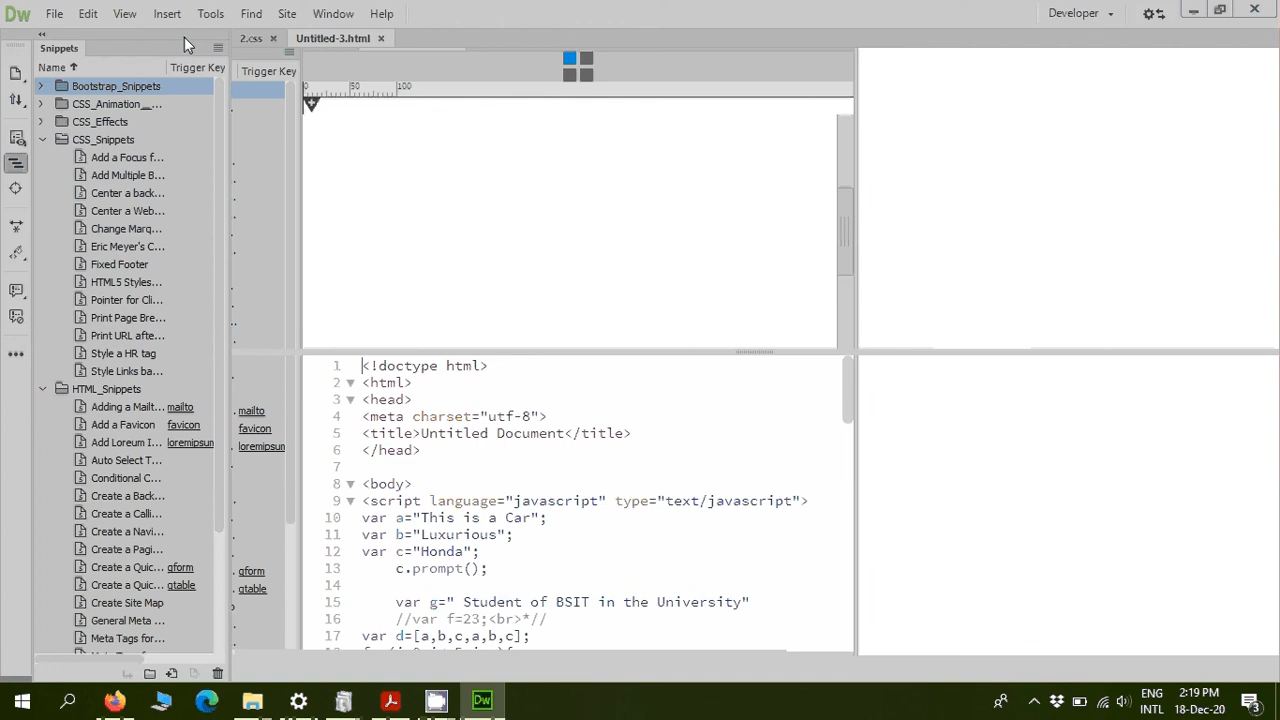 Dw File Edit View Insert Tools Find Site Window Help Developer
Snippets
2.css × Untitled-3.html ×
Name Trigger Key
Trigger Key
0 50 100
Bootstrap_Snippets
CSS_Animation__...
CSS_Effects
CSS_Snippets
Add a Focus f...
Add Multiple B...
Center a back...
Center a Web...
Change Marq...
Eric Meyer's C...
Fixed Footer
HTML5 Styles...
Pointer for Cli...
Print Page Bre...
Print URL afte...
Style a HR tag
Style Links ba...
HTML_Snippets
Adding a Mailt... mailto
Add a Favicon favicon
Add Loreum I... loremipsum
Auto Select T...
Conditional C...
Create a Back...
Create a Calli...
Create a Navi...
Create a Pagi...
Create a Quic... qform
Create a Quic... qtable
Create Site Map
General Meta ...
Meta Tags for...
mailto
favicon
loremipsum
qform
qtable
1 <!doctype html>
2 <html>
3 <head>
4 <meta charset="utf-8">
5 <title>Untitled Document</title>
6 </head>
7
8 <body>
9 <script language="javascript" type="text/javascript">
10 var a="This is a Car";
11 var b="Luxurious";
12 var c="Honda";
13 c.prompt();
14
15 var g=" Student of BSIT in the University"
16 //var f=23;<br>*//
17 var d=[a,b,c,a,b,c];
Dw
ENG
INTL
2:19 PM
18-Dec-20
3